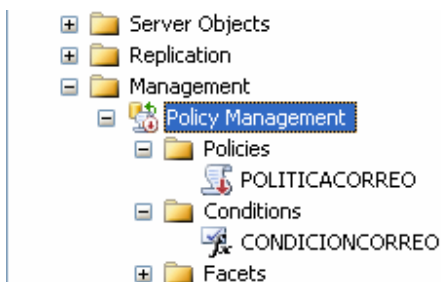 Server Objects
Replication
Management
Policy Management
Policies
POLITICACORREO
Conditions
CONDICIONCORREO
Facets